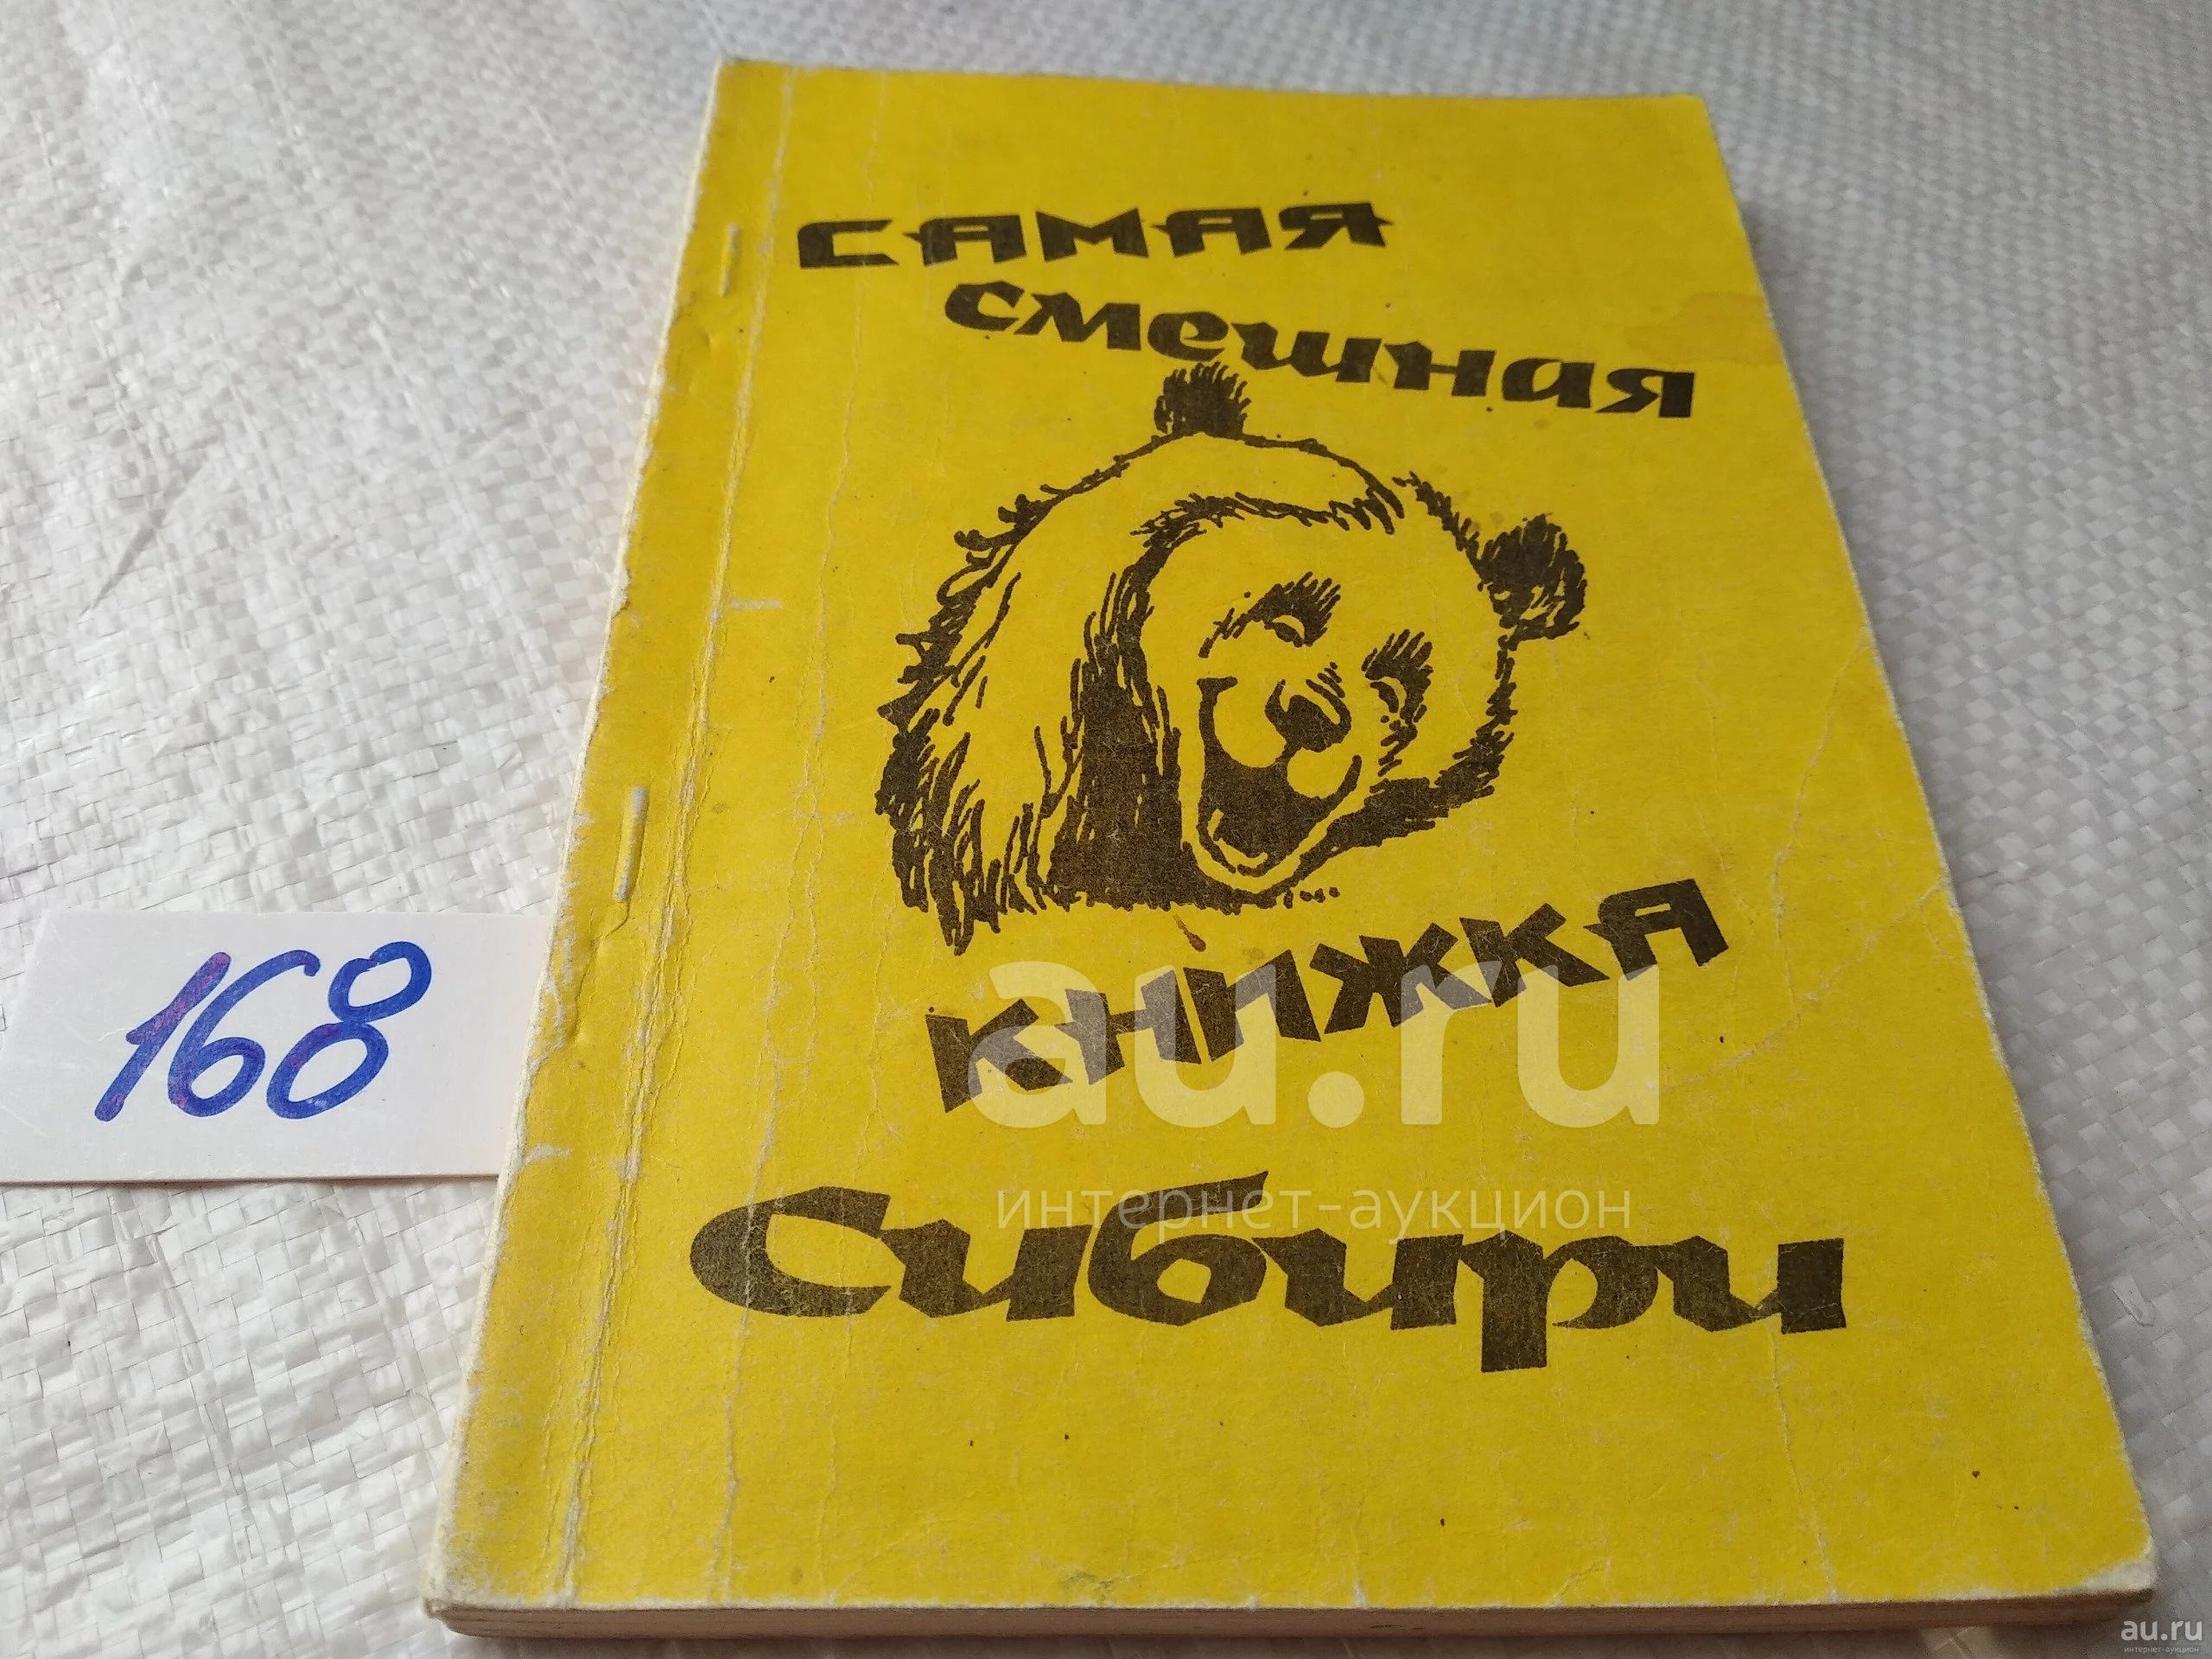 САМАЯ
смешная
КНИЖКА
Сибири
168
au.ru
интернет-аукцион
au.ru
интернет-аукцион